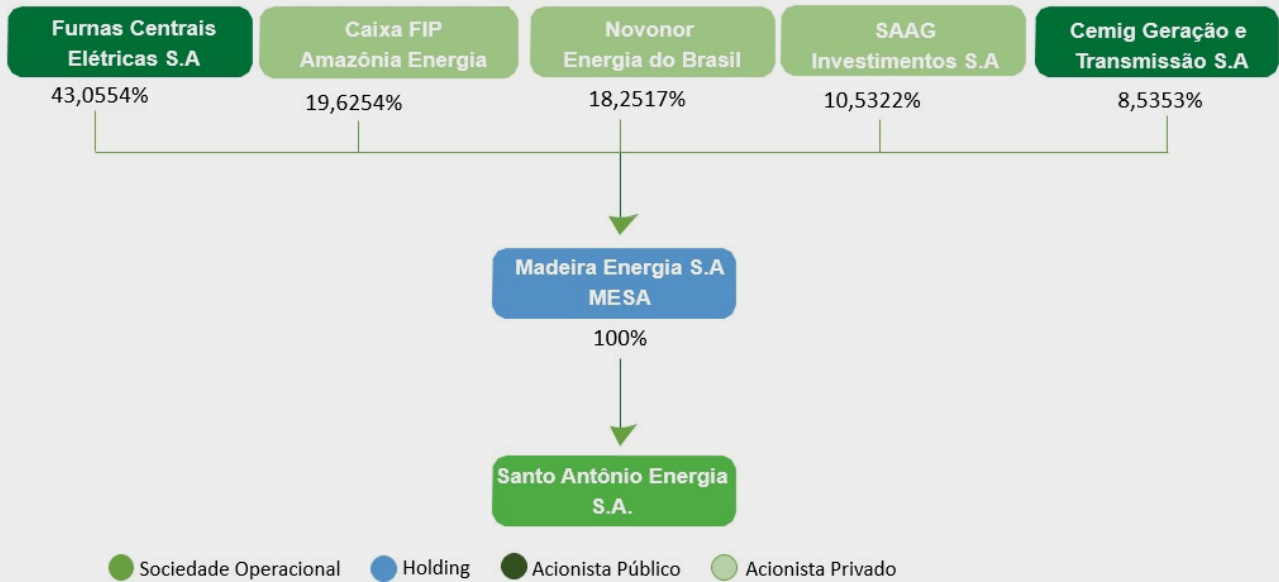 Furnas Centrais
Elétricas S.A
Caixa FIP
Amazônia Energia
Novonor
Energia do Brasil
SAAG
Investimentos S.A
Cemig Geração e
Transmissão S.A
43,0554%
19,6254%
18,2517%
10,5322%
8,5353%
Madeira Energia S.A
MESA
100%
Santo Antônio Energia
S.A.
Sociedade Operacional
Holding
Acionista Público
Acionista Privado